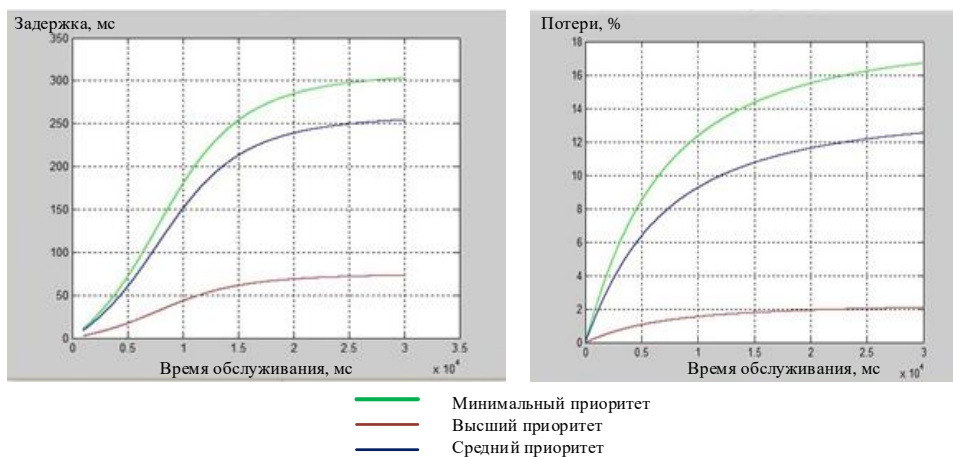 Задержка, мс
350
300
250
200
150
100
50
0
0 0.5 1 1.5 2 2.5 3 3.5
Время обслуживания, мс
x 10⁴
Потери, %
18
16
14
12
10
8
6
4
2
0
0 0.5 1 1.5 2 2.5 3
Время обслуживания, мс
x 10⁴
Минимальный приоритет
Высший приоритет
Средний приоритет